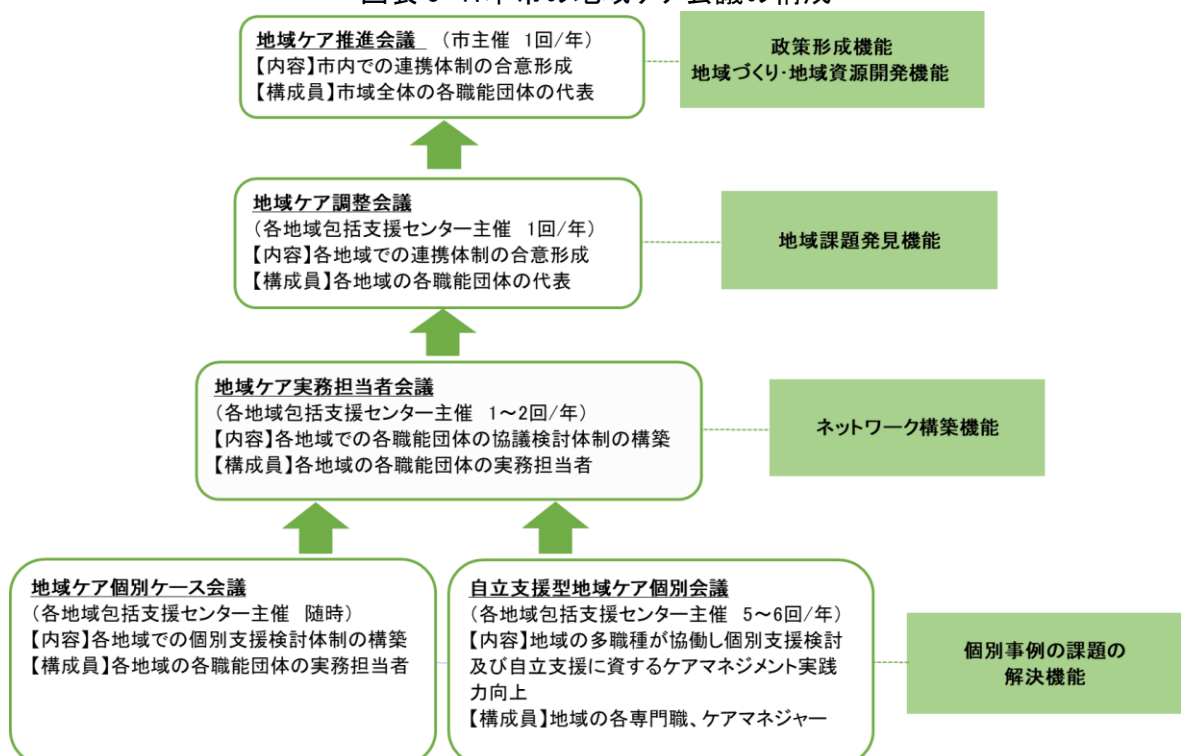 地域ケア推進会議 (市主催 1回/年)
【内容】市内での連携体制の合意形成
【構成員】市域全体の各職能団体の代表
政策形成機能
地域づくり・地域資源開発機能
地域ケア調整会議
(各地域包括支援センター主催 1回/年)
【内容】各地域での連携体制の合意形成
【構成員】各地域の各職能団体の代表
地域課題発見機能
地域ケア実務担当者会議
(各地域包括支援センター主催 1～2回/年)
【内容】各地域での各職能団体の協議検討体制の構築
【構成員】各地域の各職能団体の実務担当者
ネットワーク構築機能
地域ケア個別ケース会議
(各地域包括支援センター主催 随時)
【内容】各地域での個別支援検討体制の構築
【構成員】各地域の各職能団体の実務担当者
自立支援型地域ケア個別会議
(各地域包括支援センター主催 5～6回/年)
【内容】地域の多職種が協働し個別支援検討
及び自立支援に資するケアマネジメント実践
力向上
【構成員】地域の各専門職、ケアマネジャー
個別事例の課題の
解決機能